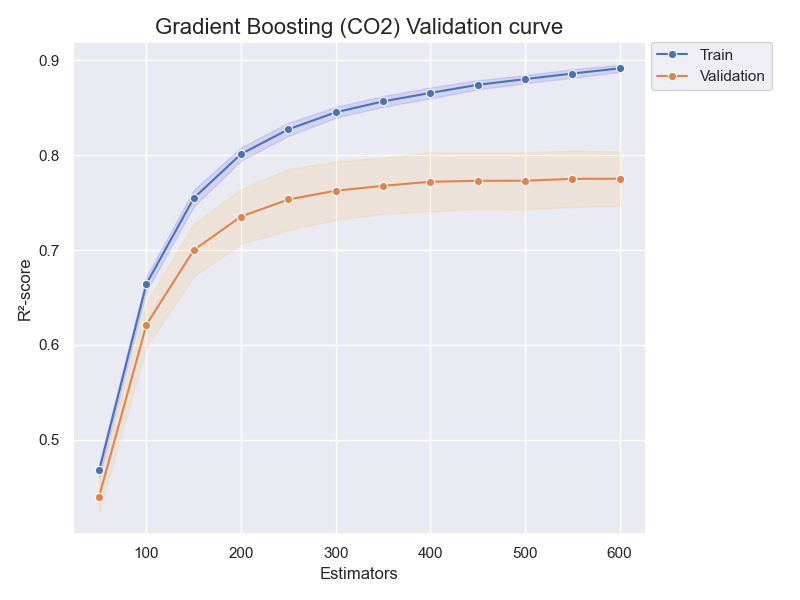 Gradient Boosting (CO2) Validation curve
Train
Validation
R²-score
0.9
0.8
0.7
0.6
0.5
100 200 300 400 500 600
Estimators